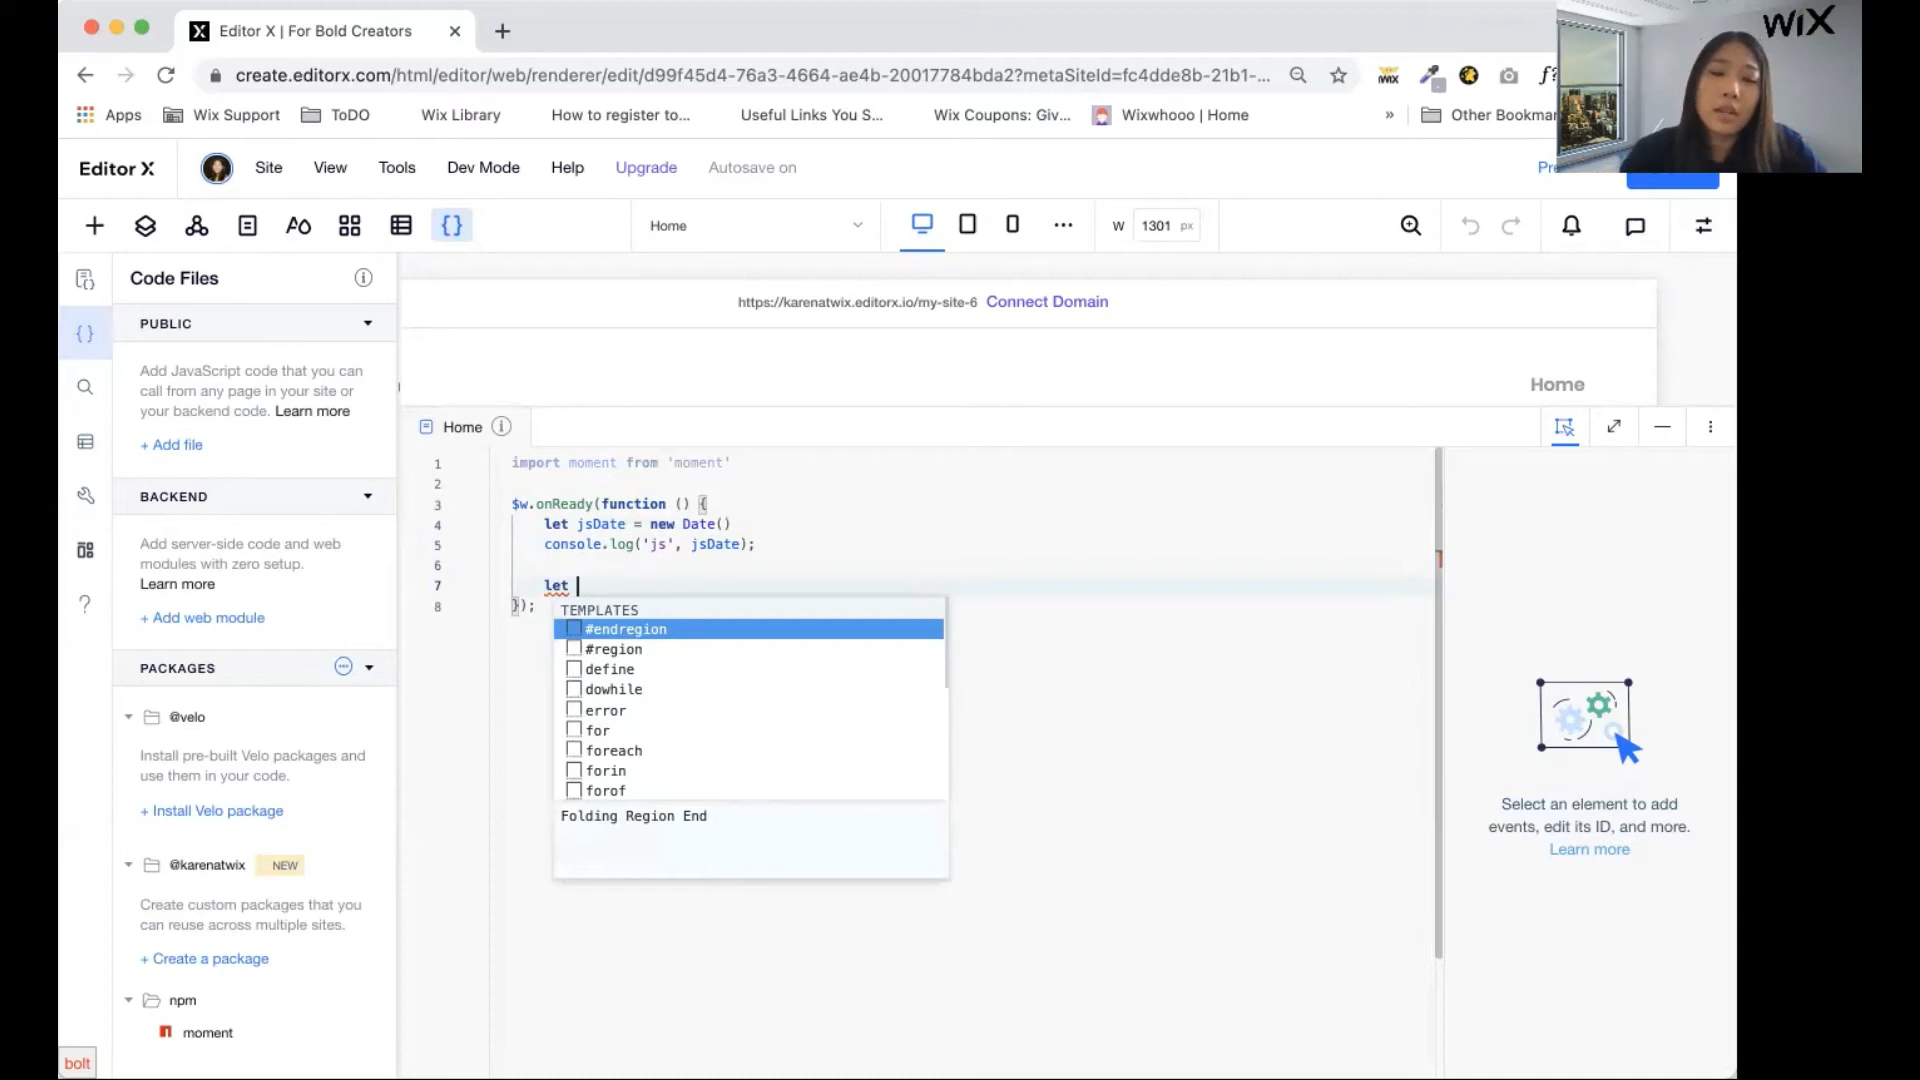 Editor X | For Bold Creators
WiX
create.editorx.com/html/editor/web/renderer/edit/d99f45d4-76a3-4664-ae4b-20017784bda2?metaSiteId=fc4dde8b-21b1-...
WIX
f?
Apps
Wix Support
ToDO
Wix Library
How to register to...
Useful Links You S...
Wix Coupons: Giv...
Wixwhooo | Home
»
Other Bookmar
Editor X
Site
View
Tools
Dev Mode
Help
Upgrade
Autosave on
Pre
Home
W 1301 px
Code Files
https://karenatwix.editorx.io/my-site-6 Connect Domain
PUBLIC
Add JavaScript code that you can
call from any page in your site or
your backend code. Learn more
+ Add file
Home
BACKEND
Add server-side code and web
modules with zero setup.
Learn more
+ Add web module
PACKAGES
@velo
Install pre-built Velo packages and
use them in your code.
+ Install Velo package
@karenatwix NEW
Create custom packages that you
can reuse across multiple sites.
+ Create a package
npm
moment
bolt
Home
1 import moment from 'moment'
2
3 $w.onReady(function () {
4 let jsDate = new Date()
5 console.log('js', jsDate);
6
7 let
8 });
TEMPLATES
#endregion
#region
define
dowhile
error
for
foreach
forin
forof
Folding Region End
Select an element to add
events, edit its ID, and more.
Learn more